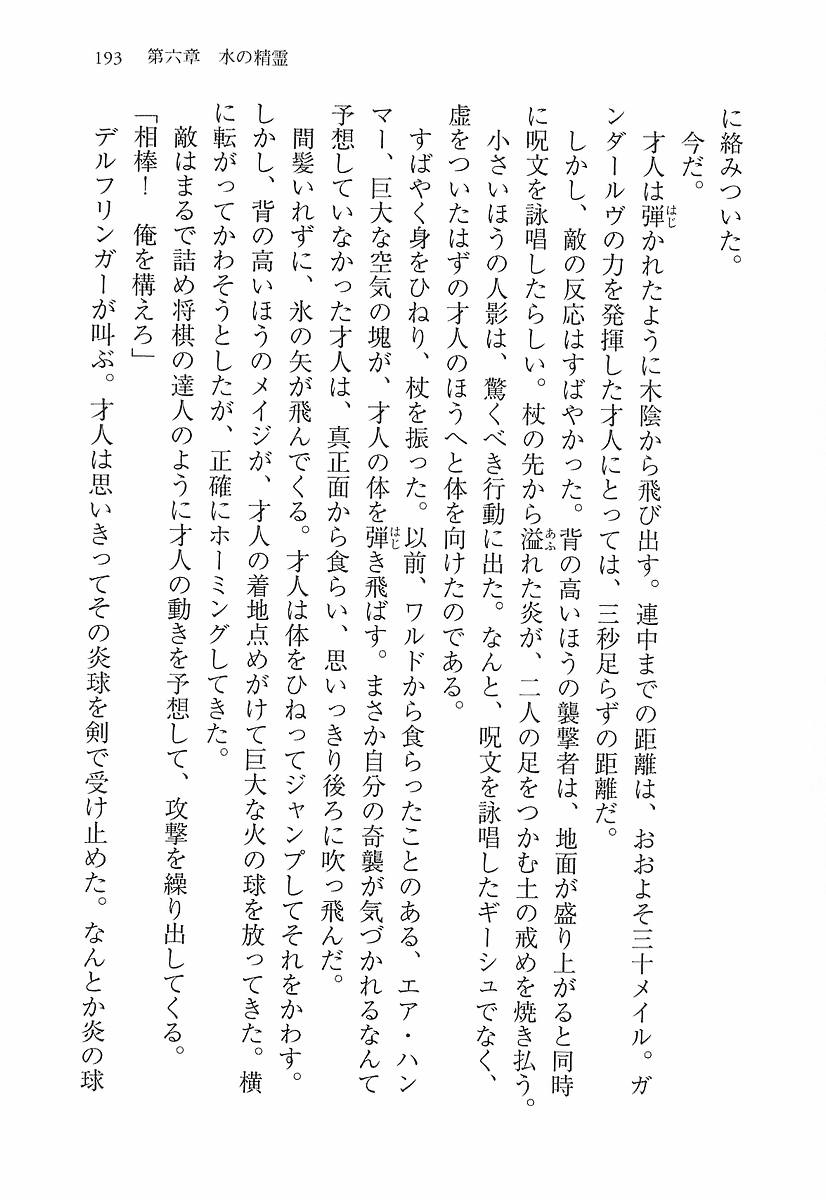 193 第六章 水の精霊
に絡みついた。
今だ。
才人は弾かれたように木陰から飛び出す。連中までの距離は、おおよそ三十メイル。ガ
ンダールヴの力を発揮した才人にとっては、三秒足らずの距離だ。
しかし、敵の反応はすばやかった。背の高いほうの襲撃者は、地面が盛り上がると同時
に呪文を詠唱したらしい。杖の先から溢れた炎が、二人の足をつかむ土の戒めを焼き払う。
小さいほうの人影は、驚くべき行動に出た。なんと、呪文を詠唱したギーシュでなく、
虚をついたはずの才人のほうへと体を向けたのである。
すばやく身をひねり、杖を振った。以前、ワルドから食らったことのある、エア・ハン
マー、巨大な空気の塊が、才人の体を弾き飛ばす。まさか自分の奇襲が気づかれるなんて
予想していなかった才人は、真正面から食らい、思いっきり後ろに吹っ飛んだ。
間髪いれずに、氷の矢が飛んでくる。才人は体をひねってジャンプしてそれをかわす。
しかし、背の高いほうのメイジが、才人の着地点めがけて巨大な火の球を放ってきた。横
に転がってかわそうとしたが、正確にホーミングしてきた。
敵はまるで詰め将棋の達人のように才人の動きを予想して、攻撃を繰り出してくる。
「相棒！　俺を構えろ」
デルフリンガーが叫ぶ。才人は思いきってその炎球を剣で受け止めた。なんとか炎の球